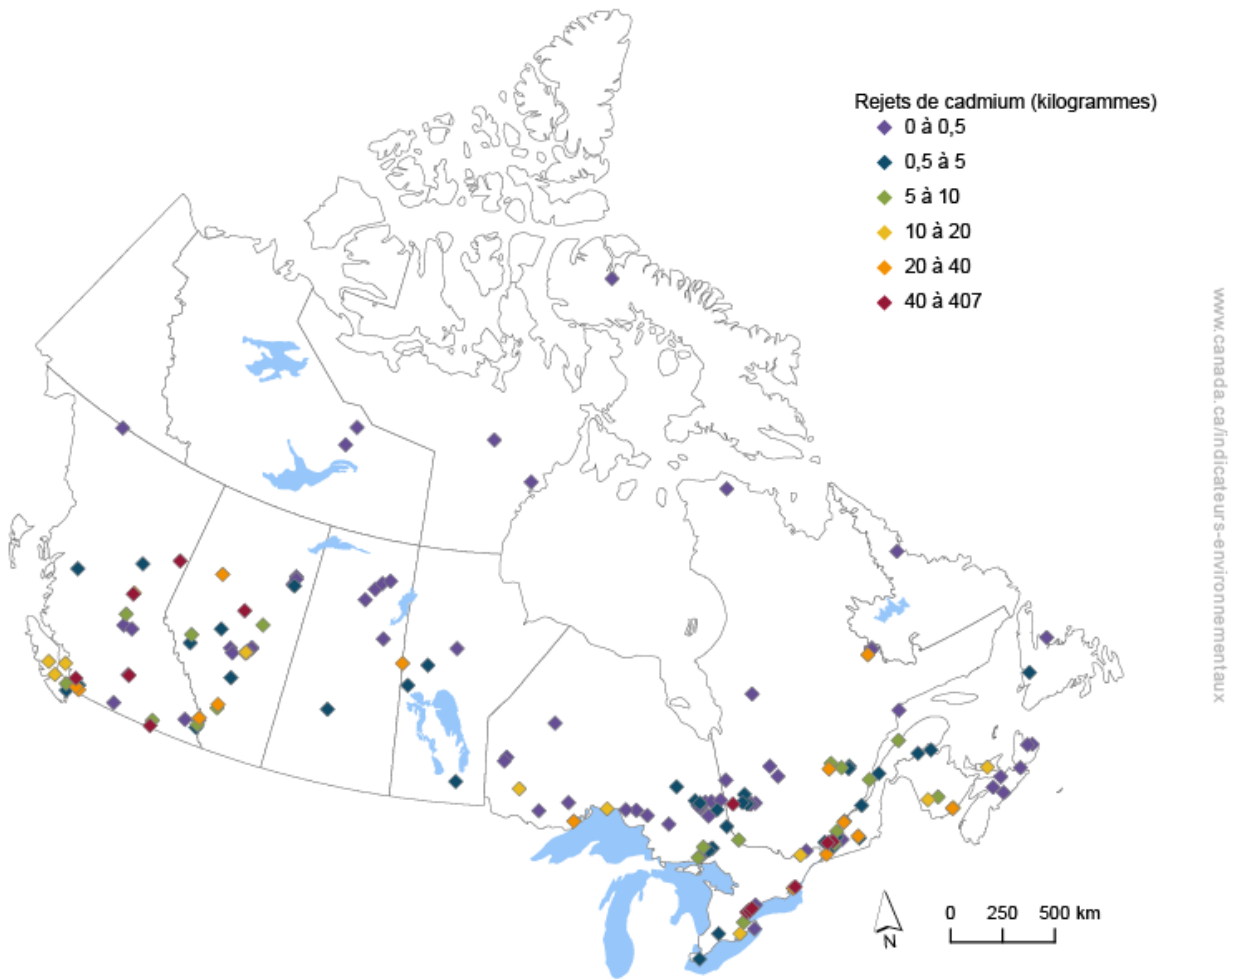 Rejets de cadmium (kilogrammes)
0 à 0,5
0,5 à 5
5 à 10
10 à 20
20 à 40
40 à 407
www.canada.ca/indicateurs-environnementaux
N
0 250 500 km